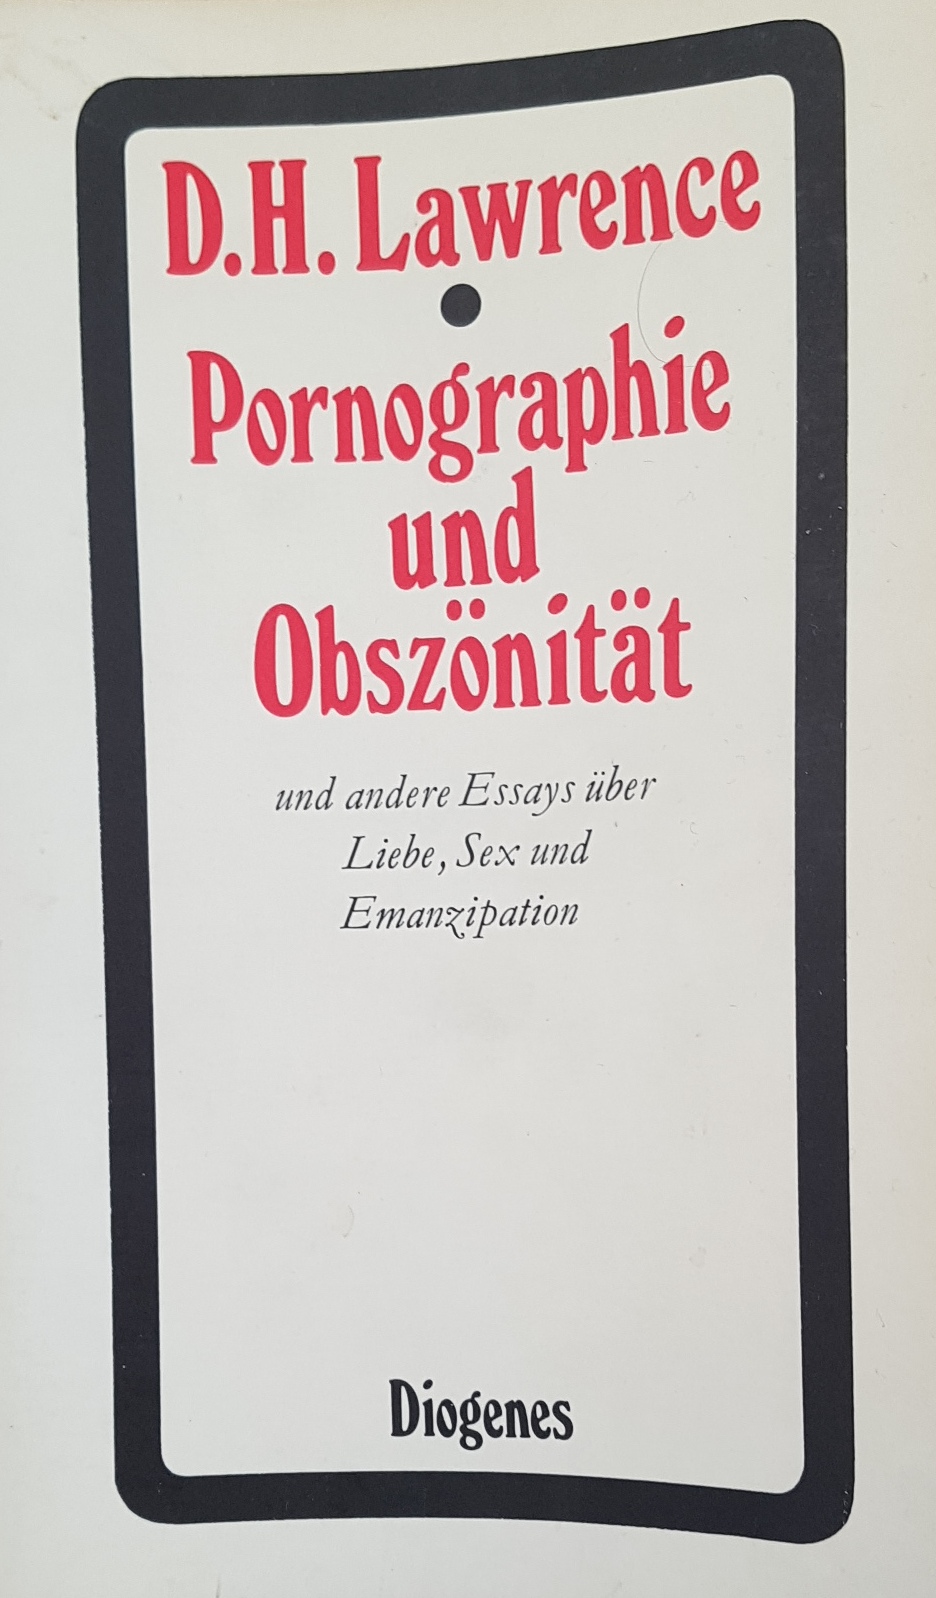 D.H. Lawrence
Pornographie
und
Obszönität
und andere Essays über
Liebe, Sex und
Emanzipation
Diogenes